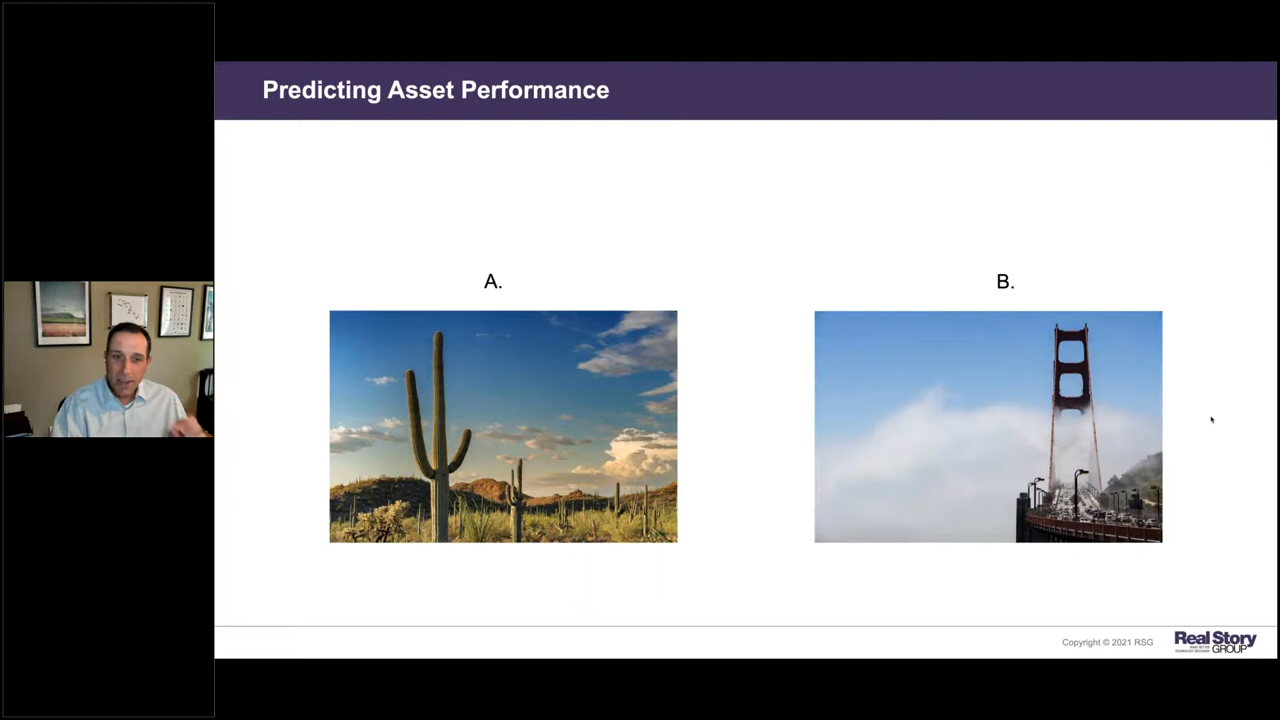 Predicting Asset Performance
A.
B.
Copyright © 2021 RSG
Real Story
GROUP